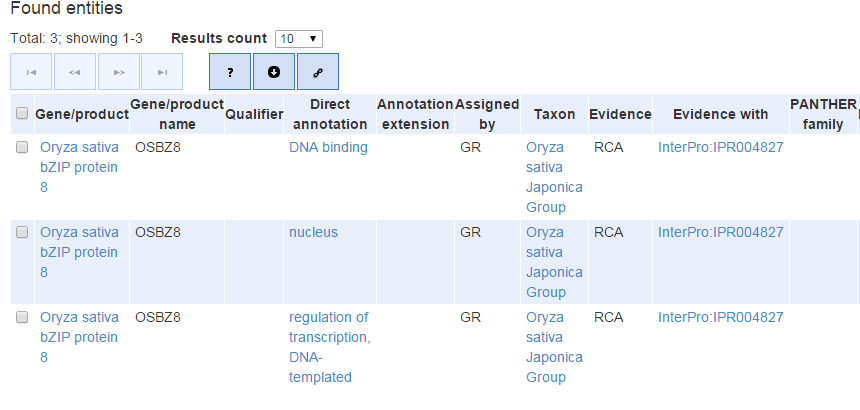 Found entities
Total: 3; showing 1-3 Results count 10
?
Gene/product Gene/product name Qualifier Direct annotation Annotation extension Assigned by Taxon Evidence Evidence with PANTHER family
Oryza sativa bZIP protein 8 OSBZ8 DNA binding GR Oryza sativa Japonica Group RCA InterPro:IPR004827
Oryza sativa bZIP protein 8 OSBZ8 nucleus GR Oryza sativa Japonica Group RCA InterPro:IPR004827
Oryza sativa bZIP protein 8 OSBZ8 regulation of transcription, DNA-templated GR Oryza sativa Japonica Group RCA InterPro:IPR004827